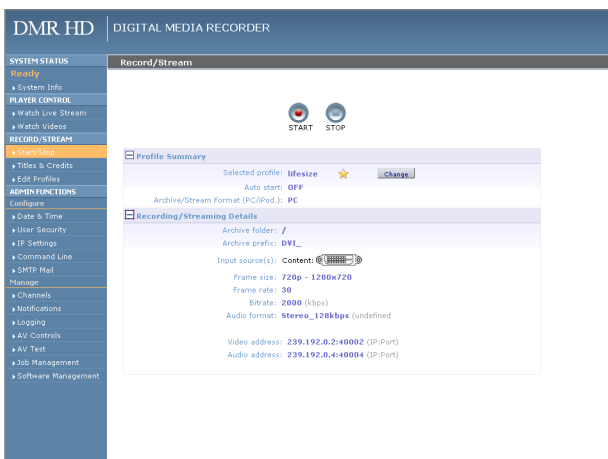 DMR HD
DIGITAL MEDIA RECORDER
SYSTEM STATUS
Ready
System Info
PLAYER CONTROL
Watch Live Stream
Watch Videos
RECORD/STREAM
Start/Stop
Titles & Credits
Edit Profiles
ADMIN FUNCTIONS
Configure
Date & Time
User Security
IP Settings
Command Line
SMTP Mail
Manage
Channels
Notifications
Logging
AV Controls
AV Test
Job Management
Software Management
Record/Stream
START STOP
Profile Summary
Selected profile: lifesize Change
Auto start: OFF
Archive/Stream Format (PC/iPod.): PC
Recording/Streaming Details
Archive folder: /
Archive prefix: DVI_
Input source(s): Content:
Frame size: 720p - 1280x720
Frame rate: 30
Bitrate: 2000 (kbps)
Audio format: Stereo_128kbps (undefined
Video address: 239.192.0.2:40002 (IP:Port)
Audio address: 239.192.0.4:40004 (IP:Port)